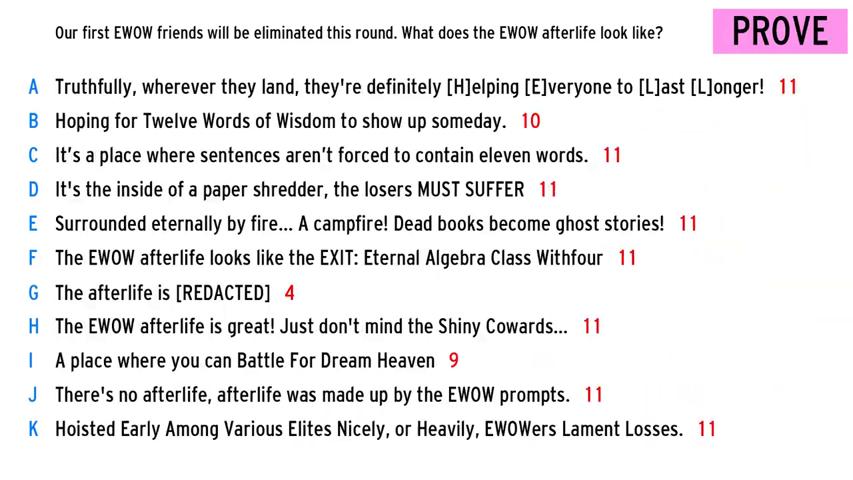 Our first EWOW friends will be eliminated this round. What does the EWOW afterlife look like?
PROVE
A Truthfully, wherever they land, they're definitely [H]elping [E]veryone to [L]ast [L]onger! 11
B Hoping for Twelve Words of Wisdom to show up someday. 10
C It’s a place where sentences aren’t forced to contain eleven words. 11
D It's the inside of a paper shredder, the losers MUST SUFFER 11
E Surrounded eternally by fire... A campfire! Dead books become ghost stories! 11
F The EWOW afterlife looks like the EXIT: Eternal Algebra Class Withfour 11
G The afterlife is [REDACTED] 4
H The EWOW afterlife is great! Just don't mind the Shiny Cowards... 11
I A place where you can Battle For Dream Heaven 9
J There's no afterlife, afterlife was made up by the EWOW prompts. 11
K Hoisted Early Among Various Elites Nicely, or Heavily, EWOWers Lament Losses. 11